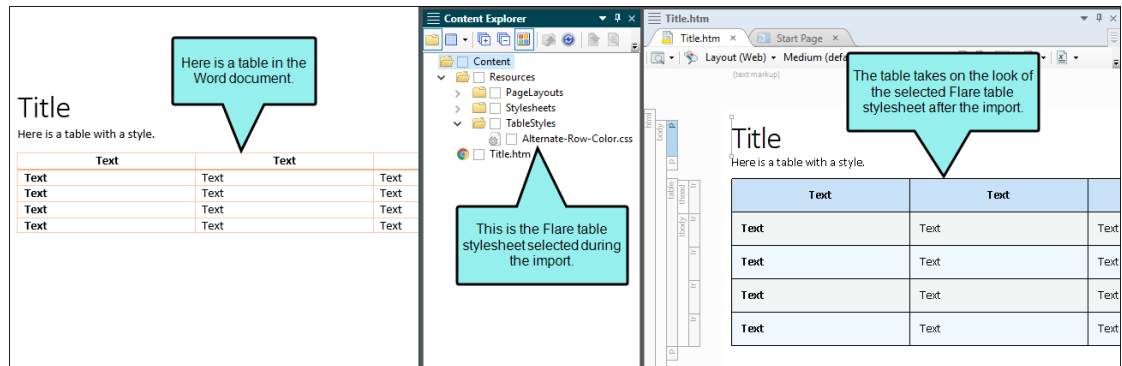 Here is a table in the
Word document.
Title
Here is a table with a style.
Text Text
Text Text Text
Text Text Text
Text Text Text
Text Text Text
Content Explorer
Content
Resources
PageLayouts
Stylesheets
TableStyles
Alternate-Row-Color.css
Title.htm
This is the Flare table
stylesheet selected during
the import.
Title.htm
Title.htm × Start Page ×
Layout (Web) Medium (defa
(text markup)
The table takes on the look of
the selected Flare table
stylesheet after the import.
html
body
p
p
Title
Here is a table with a style.
table
thead
tr
tbody
tr
tr
tr
tr
p
Text Text
Text Text Text
Text Text Text
Text Text Text
Text Text Text